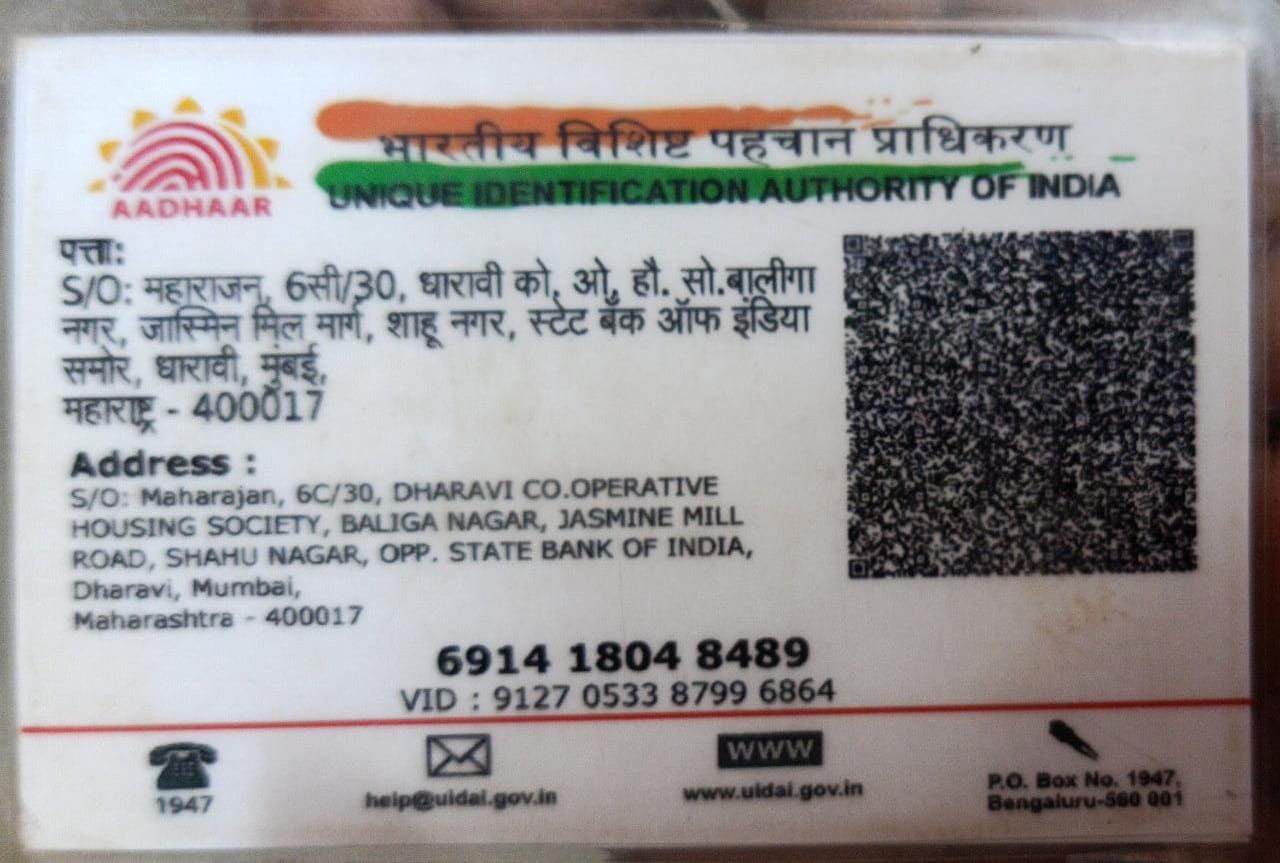 भारतीय विशिष्ट पहचान प्राधिकरण
UNIQUE IDENTIFICATION AUTHORITY OF INDIA
AADHAAR
पत्ता:
S/O: महाराजन, 6सी/30, धारावी को. ओ. हौ. सो.बालीगा
नगर, जास्मिन मिल मार्ग, शाहू नगर, स्टेट बँक ऑफ इंडिया
समोर, धारावी, मुंबई,
महाराष्ट्र - 400017
Address :
S/O: Maharajan, 6C/30, DHARAVI CO.OPERATIVE
HOUSING SOCIETY, BALIGA NAGAR, JASMINE MILL
ROAD, SHAHU NAGAR, OPP. STATE BANK OF INDIA,
Dharavi, Mumbai,
Maharashtra - 400017
6914 1804 8489
VID : 9127 0533 8799 6864
1947
help@uidai.gov.in
www
www.uidai.gov.in
P.O. Box No. 1947,
Bengaluru-560 001